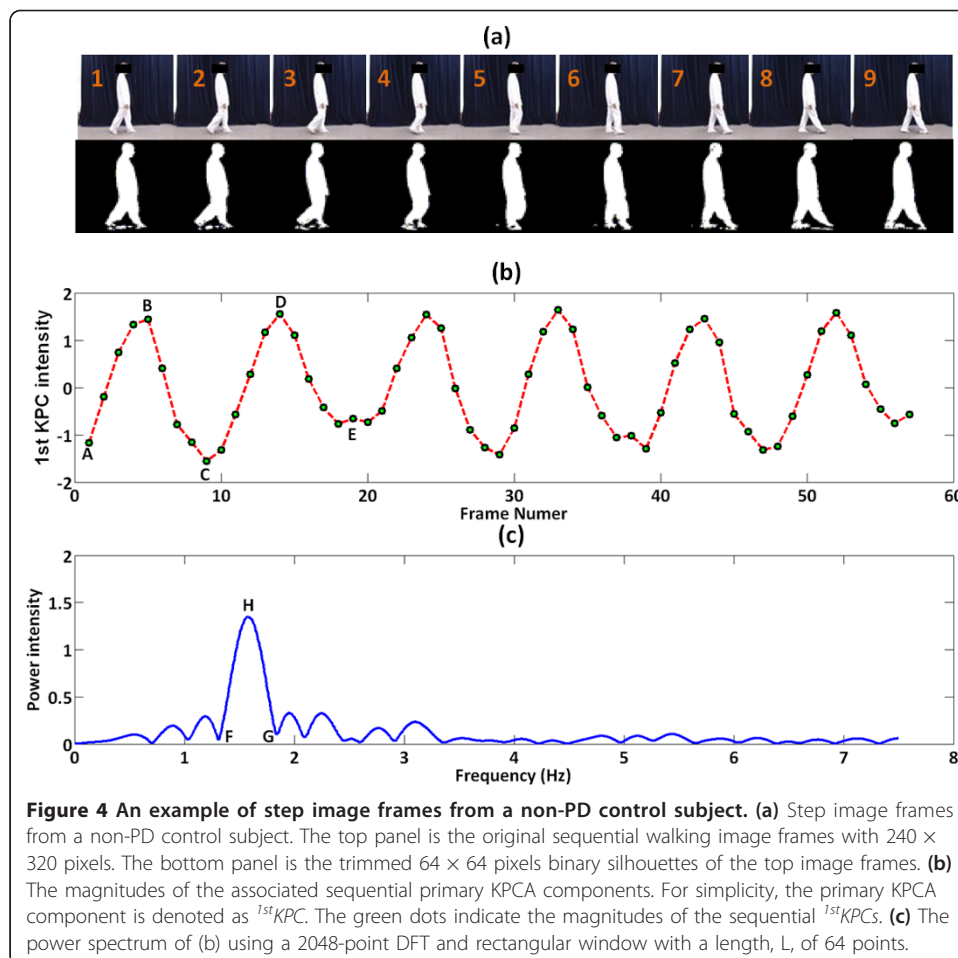 (a)
1 2 3 4 5 6 7 8 9
(b)
1st KPC intensity
2
1
0
-1
-2
A
B
C
D
E
0 10 20 30 40 50 60
Frame Numer
(c)
Power intensity
2
1.5
1
0.5
0
H
F
G
0 1 2 3 4 5 6 7 8
Frequency (Hz)
Figure 4 An example of step image frames from a non-PD control subject. (a) Step image frames
from a non-PD control subject. The top panel is the original sequential walking image frames with 240 ×
320 pixels. The bottom panel is the trimmed 64 × 64 pixels binary silhouettes of the top image frames. (b)
The magnitudes of the associated sequential primary KPCA components. For simplicity, the primary KPCA
component is denoted as 1stKPC. The green dots indicate the magnitudes of the sequential 1stKPCs. (c) The
power spectrum of (b) using a 2048-point DFT and rectangular window with a length, L, of 64 points.